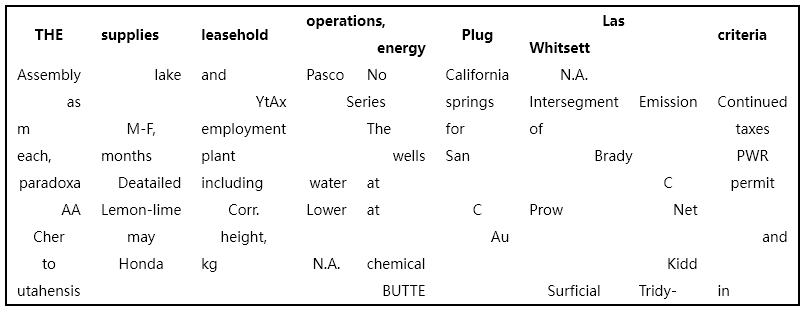 THE supplies leasehold operations, energy Plug Las Whitsett criteria
Assembly lake and Pasco No California N.A.
as YtAx Series springs Intersegment Emission Continued
m M-F, employment The for of taxes
each, months plant wells San Brady PWR
paradoxa Deatailed including water at C permit
AA Lemon-lime Corr. Lower at C Prow Net
Cher may height, Au and
to Honda kg N.A. chemical Kidd
utahensis BUTTE Surficial Tridy- in